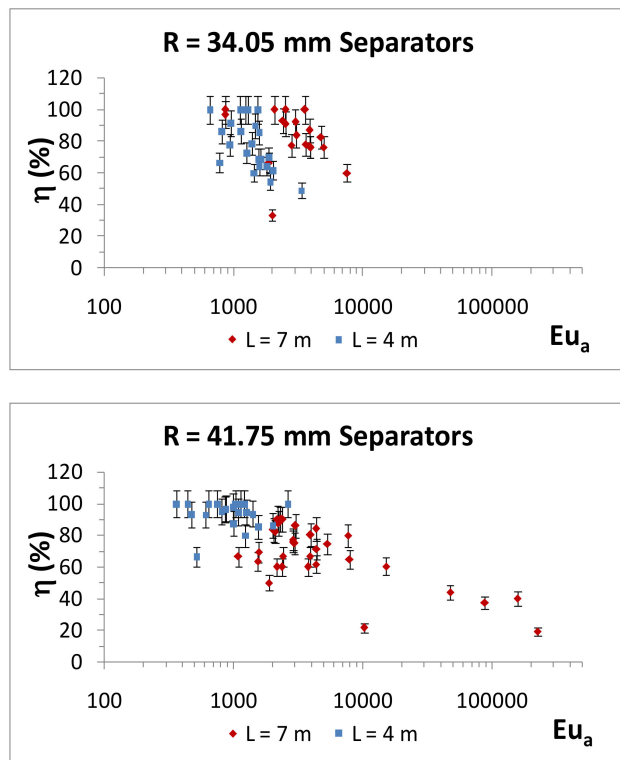 R = 34.05 mm Separators
120
100
80
60
40
20
0
η (%)
100 1000 10000 100000
Eua
L = 7 m L = 4 m
R = 41.75 mm Separators
120
100
80
60
40
20
0
η (%)
100 1000 10000 100000
Eua
L = 7 m L = 4 m